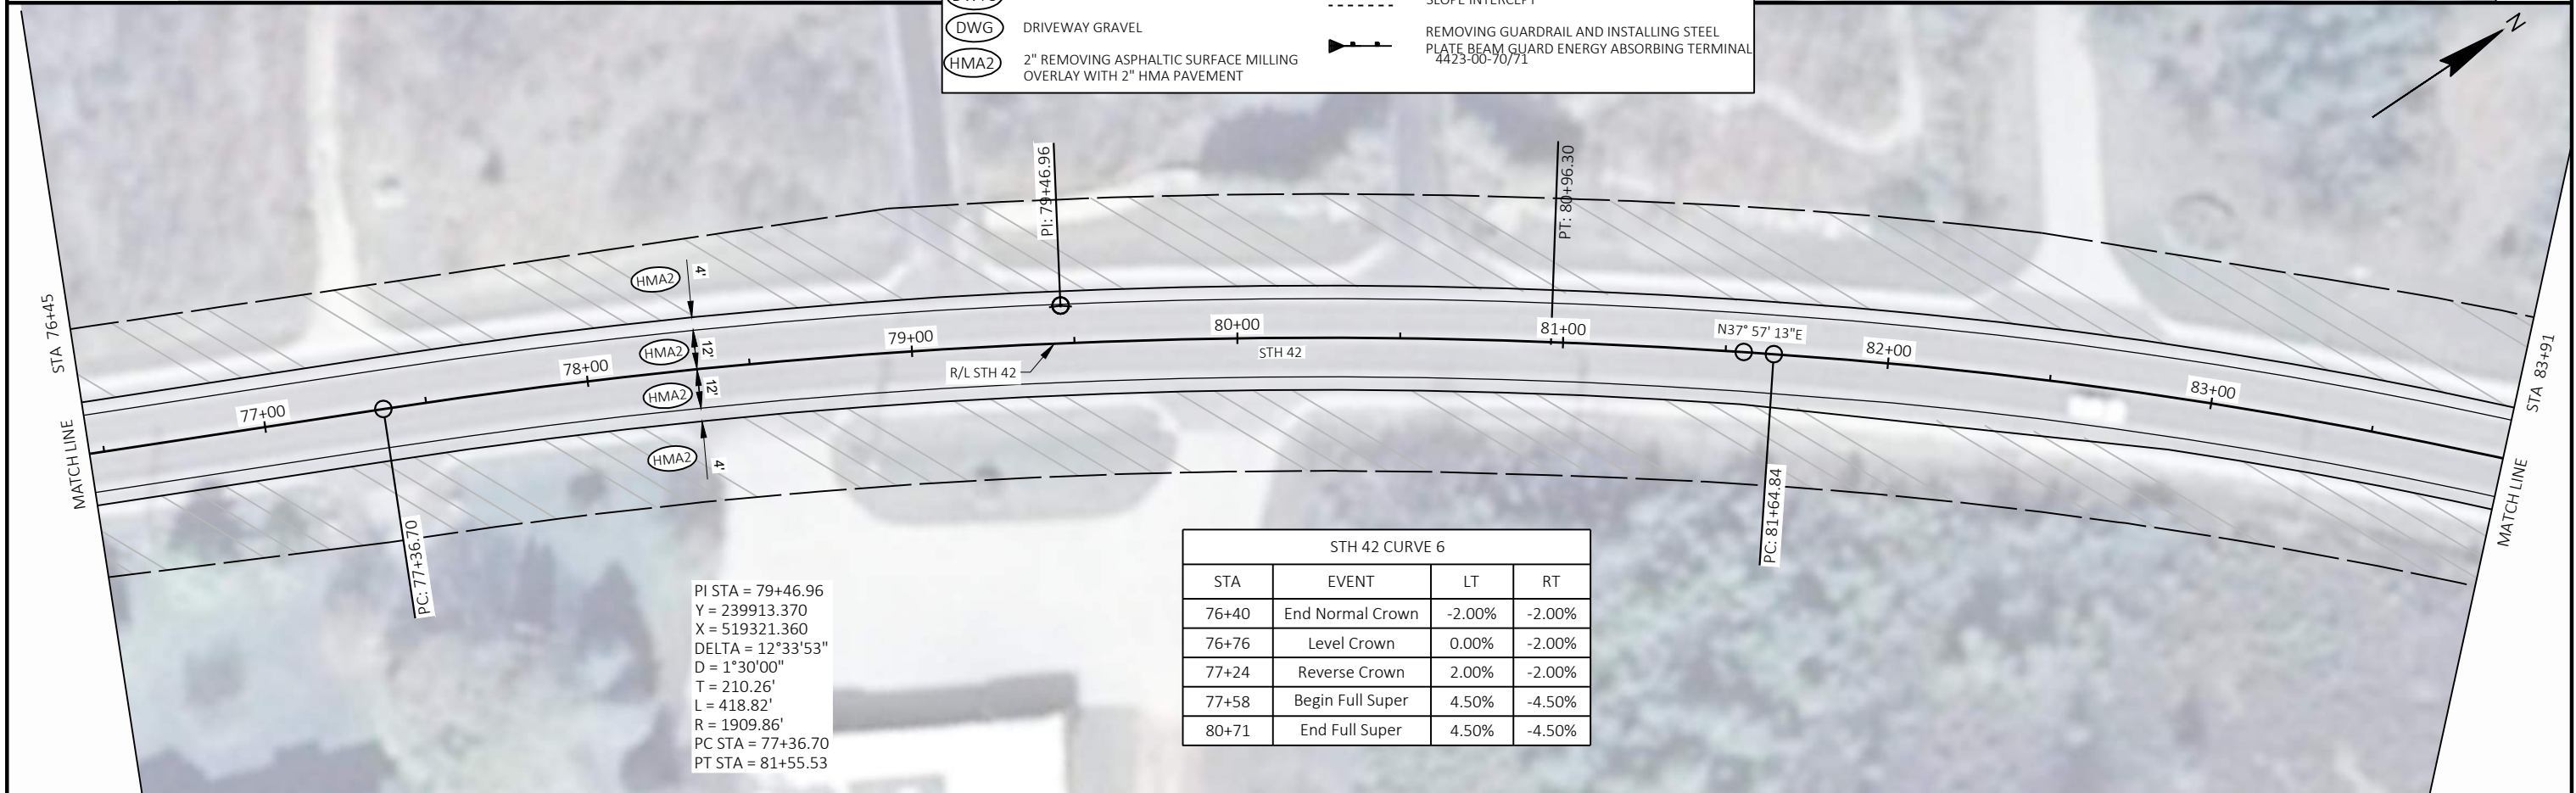 DWG
DRIVEWAY GRAVEL
HMA2
2" REMOVING ASPHALTIC SURFACE MILLING
OVERLAY WITH 2" HMA PAVEMENT
SLOPE INTERCEPT
REMOVING GUARDRAIL AND INSTALLING STEEL
PLATE BEAM GUARD ENERGY ABSORBING TERMINAL
4423-00-70/71
N
STA 76+45
MATCH LINE
PI: 79+46.96
PT: 80+96.30
HMA2
4'
HMA2
12'
HMA2
12'
HMA2
4'
77+00
78+00
79+00
80+00
81+00
82+00
83+00
R/L STH 42
STH 42
N37° 57' 13"E
PC: 77+36.70
PC: 81+64.84
STA 83+91
MATCH LINE
PI STA = 79+46.96
Y = 239913.370
X = 519321.360
DELTA = 12°33'53"
D = 1°30'00"
T = 210.26'
L = 418.82'
R = 1909.86'
PC STA = 77+36.70
PT STA = 81+55.53
STH 42 CURVE 6
STA EVENT LT RT
76+40 End Normal Crown -2.00% -2.00%
76+76 Level Crown 0.00% -2.00%
77+24 Reverse Crown 2.00% -2.00%
77+58 Begin Full Super 4.50% -4.50%
80+71 End Full Super 4.50% -4.50%